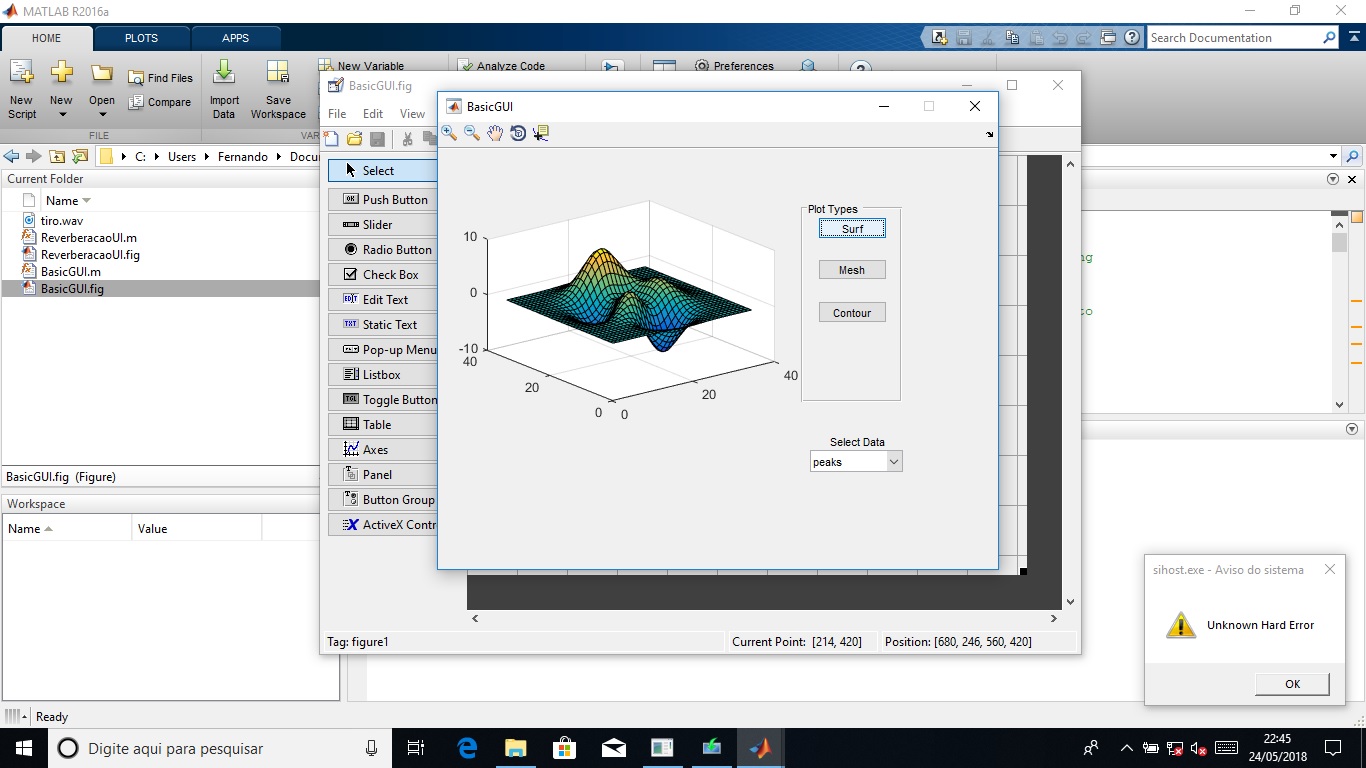 MATLAB R2016a
HOME
PLOTS
APPS
Search Documentation
New Script
New
Open
Find Files
Compare
Import Data
Save Workspace
New Variable
Analyze Code
Preferences
FILE
VAR
C:
Users
Fernando
Docu
Current Folder
Name
tiro.wav
ReverberacaoUI.m
ReverberacaoUI.fig
BasicGUI.m
BasicGUI.fig
BasicGUI.fig (Figure)
Workspace
Name
Value
Ready
BasicGUI.fig
File
Edit
View
Select
OK Push Button
Slider
Radio Button
Check Box
EDIT Edit Text
TXT Static Text
Pop-up Menu
Listbox
TGL Toggle Button
Table
Axes
Panel
Button Group
ActiveX Contr
Tag: figure1
Current Point: [214, 420]
Position: [680, 246, 560, 420]
BasicGUI
10
0
-10
40
20
0
0
20
40
Plot Types
Surf
Mesh
Contour
Select Data
peaks
ng
to
sihost.exe - Aviso do sistema
Unknown Hard Error
OK
Digite aqui para pesquisar
22:45
24/05/2018